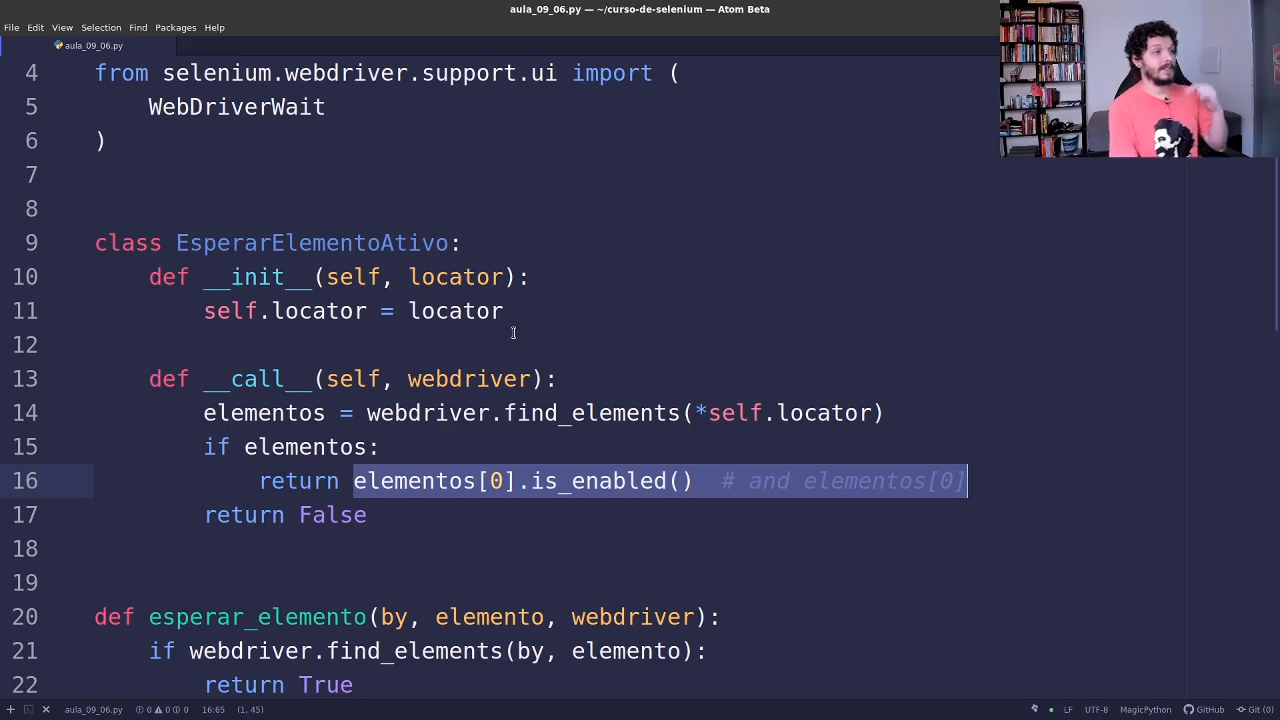 aula_09_06.py — ~/curso-de-selenium — Atom Beta
File Edit View Selection Find Packages Help
aula_09_06.py
4 from selenium.webdriver.support.ui import (
5     WebDriverWait
6 )
7
8
9 class EsperarElementoAtivo:
10     def __init__(self, locator):
11         self.locator = locator
12
13     def __call__(self, webdriver):
14         elementos = webdriver.find_elements(*self.locator)
15         if elementos:
16             return elementos[0].is_enabled()  # and elementos[0]
17         return False
18
19
20 def esperar_elemento(by, elemento, webdriver):
21     if webdriver.find_elements(by, elemento):
22         return True
aula_09_06.py 0 0 0 16:65 (1, 45) LF UTF-8 MagicPython GitHub Git (0)